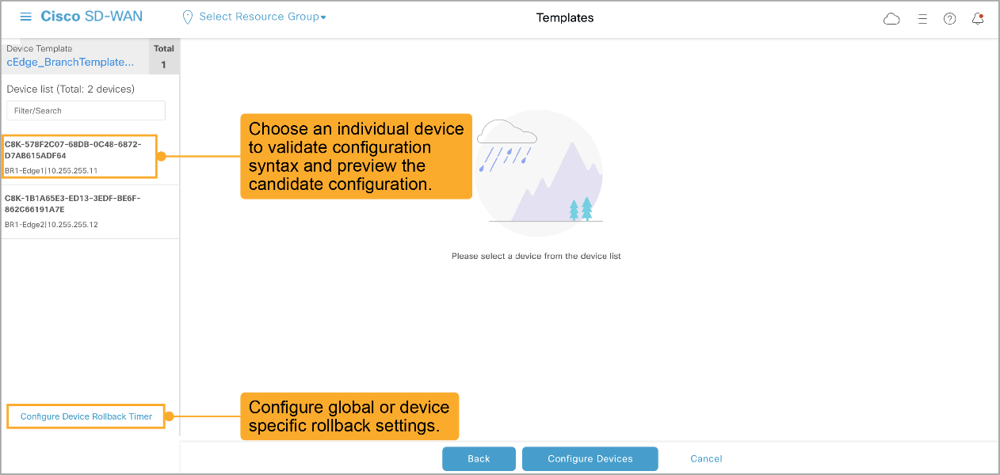 Cisco SD-WAN
Select Resource Group
Templates
Device Template
cEdge_BranchTemplate...
Total
1
Device list (Total: 2 devices)
Filter/Search
C8K-578F2C07-68DB-0C48-6872-
D7AB615ADF64
BR1-Edge1|10.255.255.11
C8K-1B1A65E3-ED13-3EDF-BE6F-
862C66191A7E
BR1-Edge2|10.255.255.12
Choose an individual device
to validate configuration
syntax and preview the
candidate configuration.
Please select a device from the device list
Configure Device Rollback Timer
Configure global or device
specific rollback settings.
Back
Configure Devices
Cancel